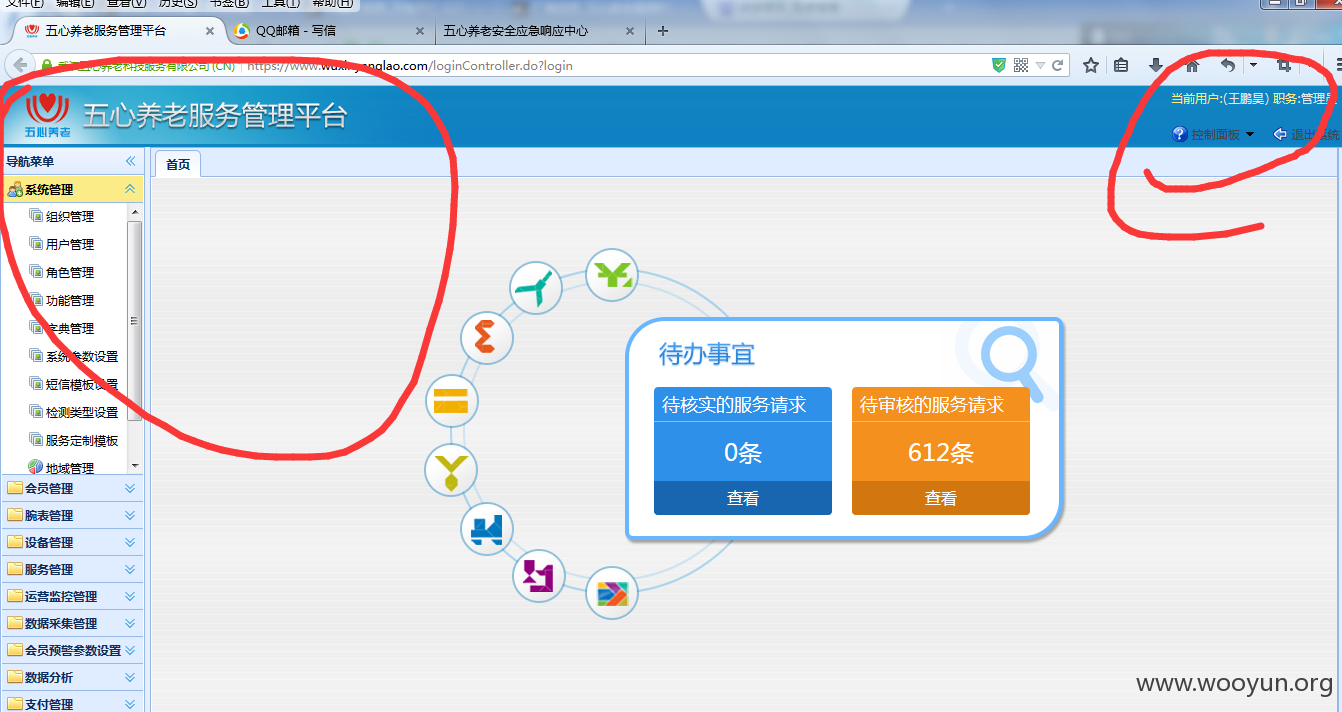 文件(F) 编辑(E) 查看(V) 历史(S) 书签(B) 工具(T) 帮助(H)
五心养老服务管理平台 × QQ邮箱 - 写信 × 五心养老安全应急响应中心 × +
心养老科技服务有限公司 (CN) https://www.wuxinyanglao.com/loginController.do?login
五心养老
五心养老服务管理平台
当前用户:(王鹏昊) 职务:管理员
控制面板 退出系统
导航菜单
首页
系统管理
组织管理
用户管理
角色管理
功能管理
字典管理
系统参数设置
短信模板设置
检测类型设置
服务定制模板
地域管理
会员管理
腕表管理
设备管理
服务管理
运营监控管理
数据采集管理
会员预警参数设置
数据分析
支付管理
待办事宜
待核实的服务请求
0条
查看
待审核的服务请求
612条
查看
www.wooyun.org